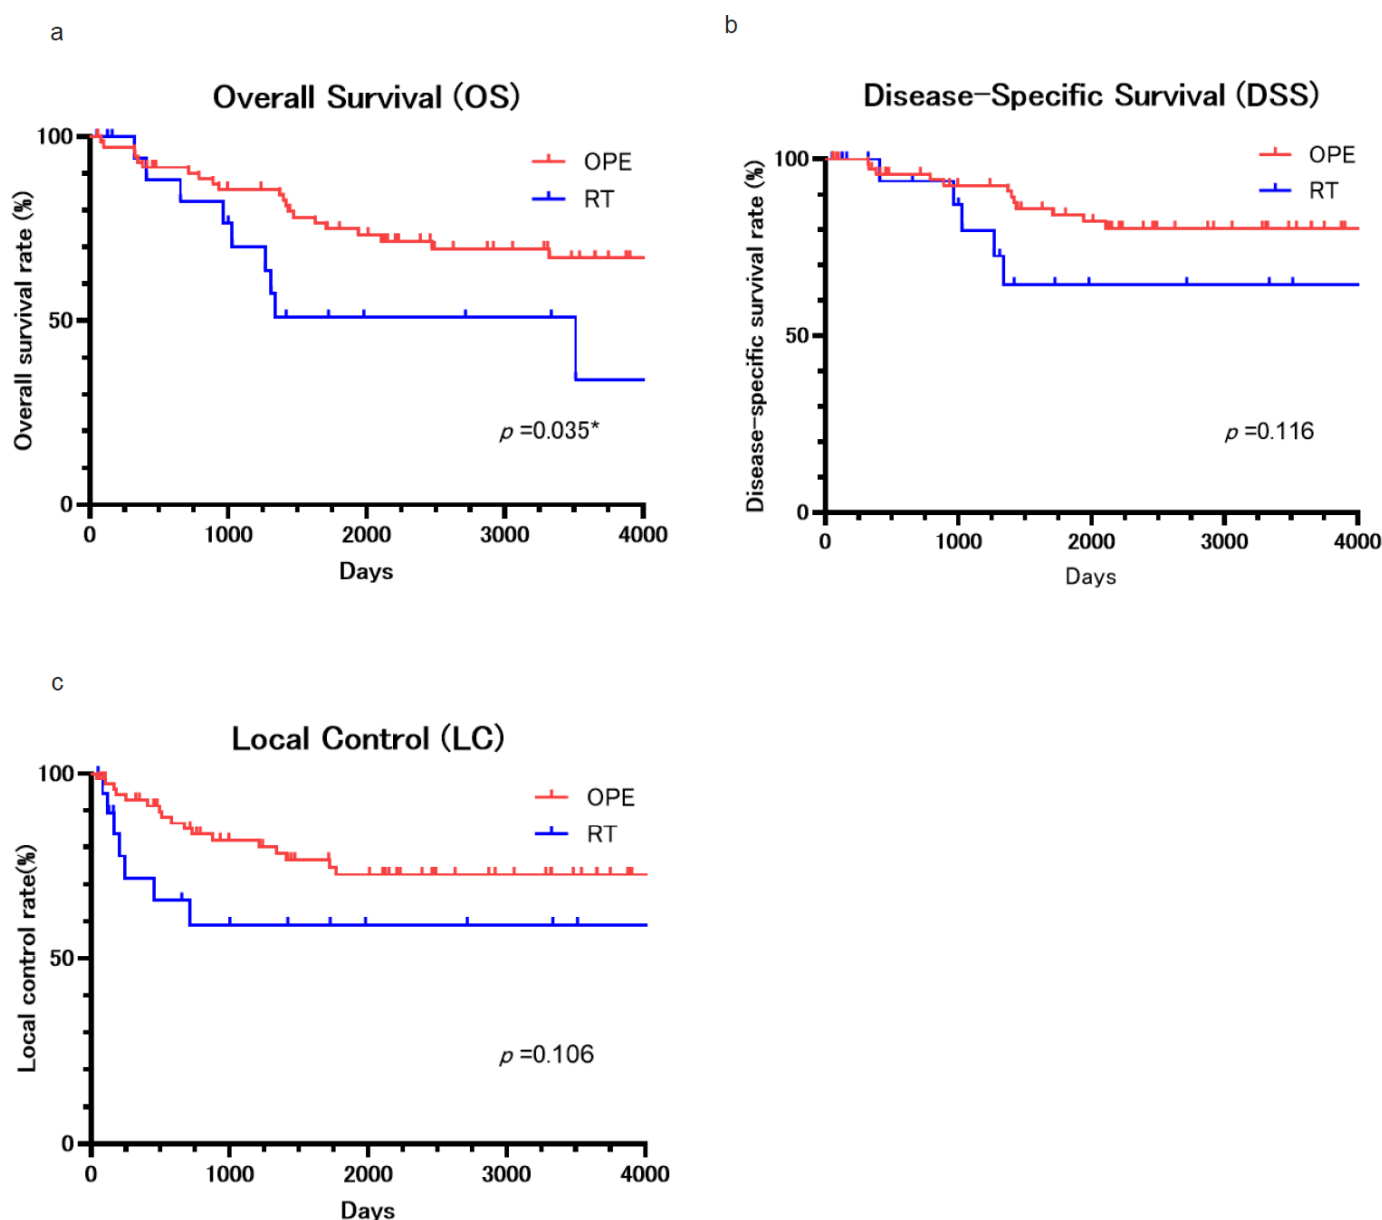 a
Overall Survival (OS)
Overall survival rate (%)
100
50
0
OPE
RT
p =0.035*
0 1000 2000 3000 4000
Days
b
Disease-Specific Survival (DSS)
Disease-specific survival rate (%)
100
50
0
OPE
RT
p =0.116
0 1000 2000 3000 4000
Days
c
Local Control (LC)
Local control rate(%)
100
50
0
OPE
RT
p =0.106
0 1000 2000 3000 4000
Days